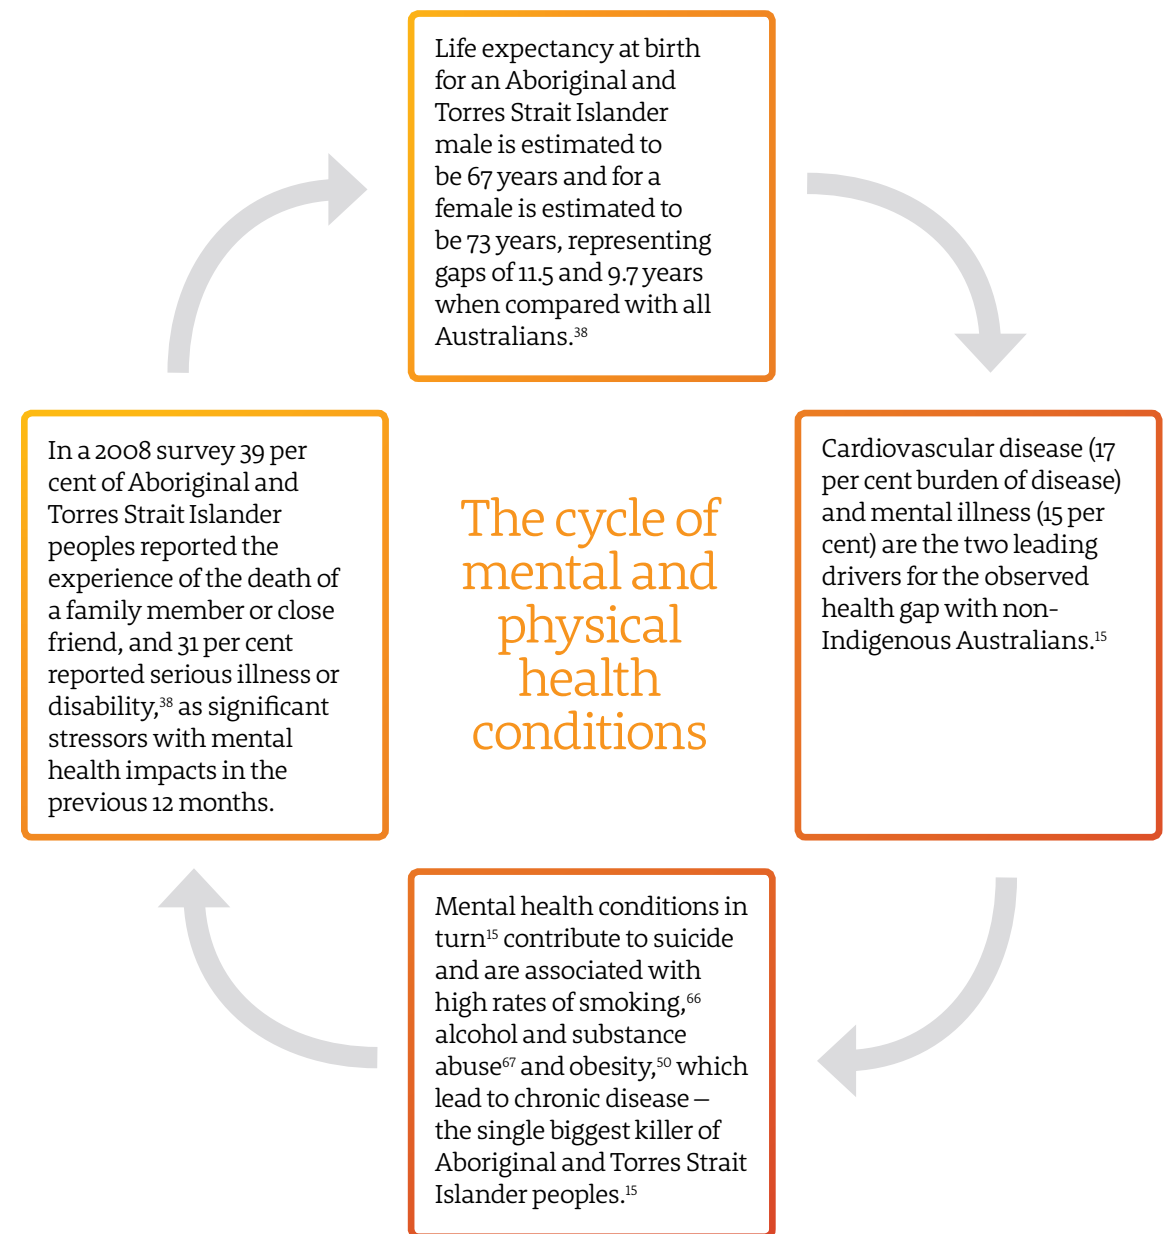 Life expectancy at birth
for an Aboriginal and
Torres Strait Islander
male is estimated to
be 67 years and for a
female is estimated to
be 73 years, representing
gaps of 11.5 and 9.7 years
when compared with all
Australians.³⁸
Cardiovascular disease (17
per cent burden of disease)
and mental illness (15 per
cent) are the two leading
drivers for the observed
health gap with non-
Indigenous Australians.¹⁵
Mental health conditions in
turn¹⁵ contribute to suicide
and are associated with
high rates of smoking,⁶⁶
alcohol and substance
abuse⁶⁷ and obesity,⁵⁰ which
lead to chronic disease –
the single biggest killer of
Aboriginal and Torres Strait
Islander peoples.¹⁵
In a 2008 survey 39 per
cent of Aboriginal and
Torres Strait Islander
peoples reported the
experience of the death of
a family member or close
friend, and 31 per cent
reported serious illness or
disability,³⁸ as significant
stressors with mental
health impacts in the
previous 12 months.
The cycle of
mental and
physical
health
conditions